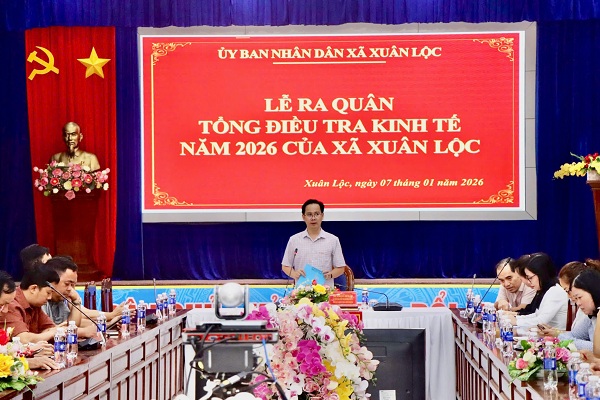 ỦY BAN NHÂN DÂN XÃ XUÂN LỘC
LỄ RA QUÂN
TỔNG ĐIỀU TRA KINH TẾ
NĂM 2026 CỦA XÃ XUÂN LỘC
Xuân Lộc, ngày 07 tháng 01 năm 2026